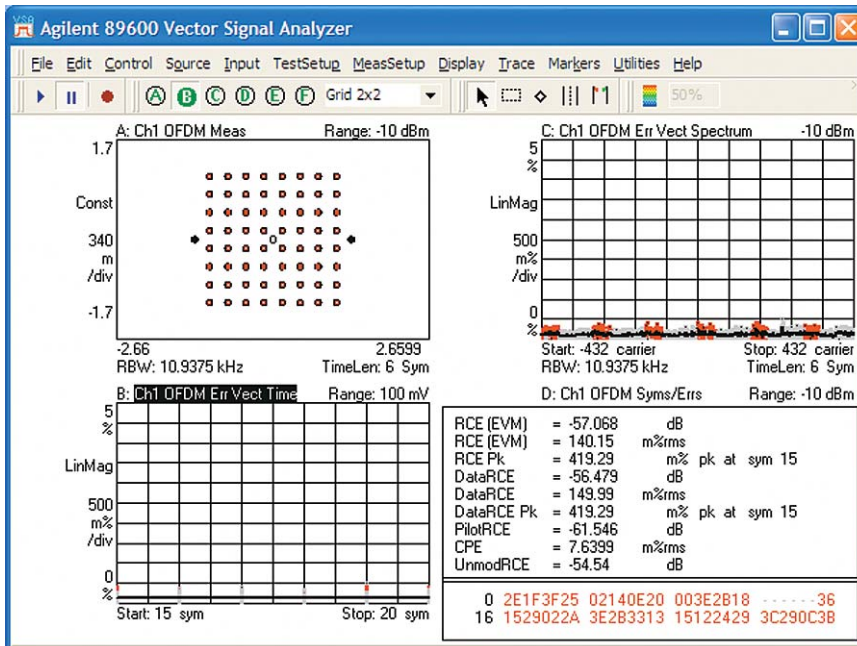 VSA Agilent 89600 Vector Signal Analyzer
File Edit Control Source Input TestSetup MeasSetup Display Trace Markers Utilities Help
A B C D E F Grid 2x2 50%
A: Ch1 OFDM Meas Range: -10 dBm
1.7
Const
340
m
/div
-1.7
-2.66 2.6599
RBW: 10.9375 kHz TimeLen: 6 Sym
C: Ch1 OFDM Err Vect Spectrum -10 dBm
5
%
LinMag
500
m%
/div
0
%
Start: -432 carrier Stop: 432 carrier
RBW: 10.9375 kHz TimeLen: 6 Sym
B: Ch1 OFDM Err Vect Time Range: 100 mV
5
%
LinMag
500
m%
/div
0
%
Start: 15 sym Stop: 20 sym
D: Ch1 OFDM Syms/Errs Range: -10 dBm
RCE (EVM) = -57.068 dB
RCE (EVM) = 140.15 m%rms
RCE Pk = 419.29 m% pk at sym 15
DataRCE = -56.479 dB
DataRCE = 149.99 m%rms
DataRCE Pk = 419.29 m% pk at sym 15
PilotRCE = -61.546 dB
CPE = 7.6399 m%rms
UnmodRCE = -54.54 dB
0 2E1F3F25 02140E20 003E2B18 ------36
16 1529022A 3E2B3313 15122429 3C290C3B